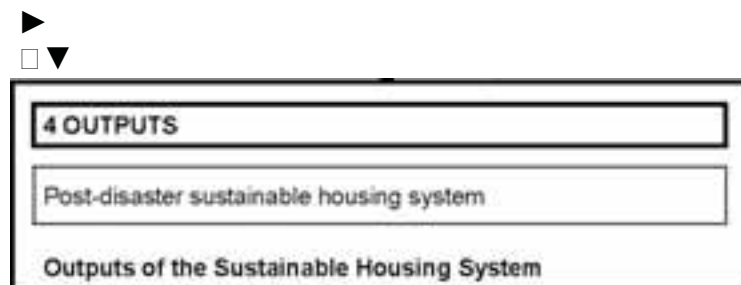 ►
□ ▼
4 OUTPUTS
Post-disaster sustainable housing system
Outputs of the Sustainable Housing System